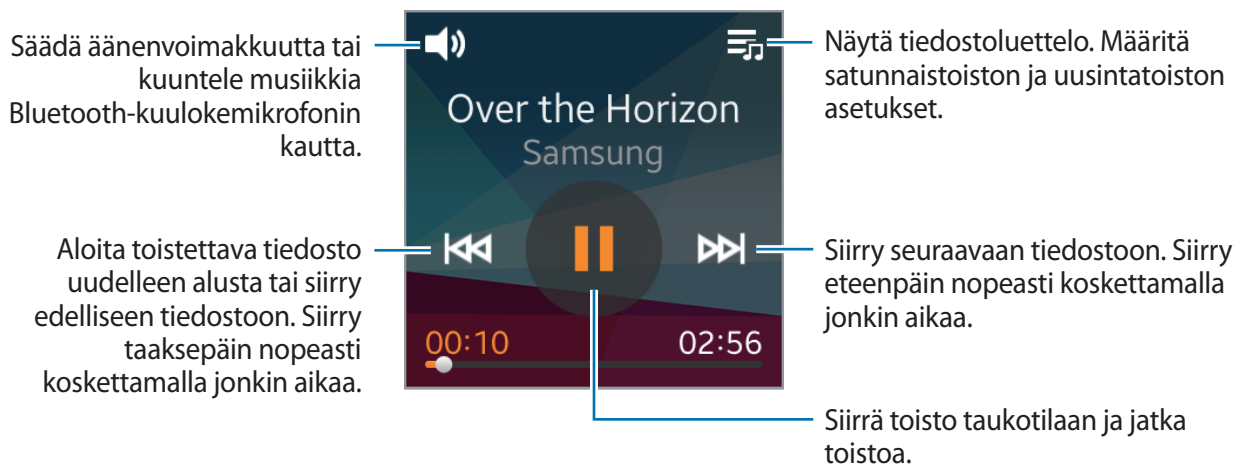 Säädä äänenvoimakkuutta tai
kuuntele musiikkia
Bluetooth-kuulokemikrofonin
kautta.
Näytä tiedostoluettelo. Määritä
satunnaistoiston ja uusintatoiston
asetukset.
Over the Horizon
Samsung
Aloita toistettava tiedosto
uudelleen alusta tai siirry
edelliseen tiedostoon. Siirry
taaksepäin nopeasti
koskettamalla jonkin aikaa.
00:10
02:56
Siirry seuraavaan tiedostoon. Siirry
eteenpäin nopeasti koskettamalla
jonkin aikaa.
Siirrä toisto taukotilaan ja jatka
toistoa.